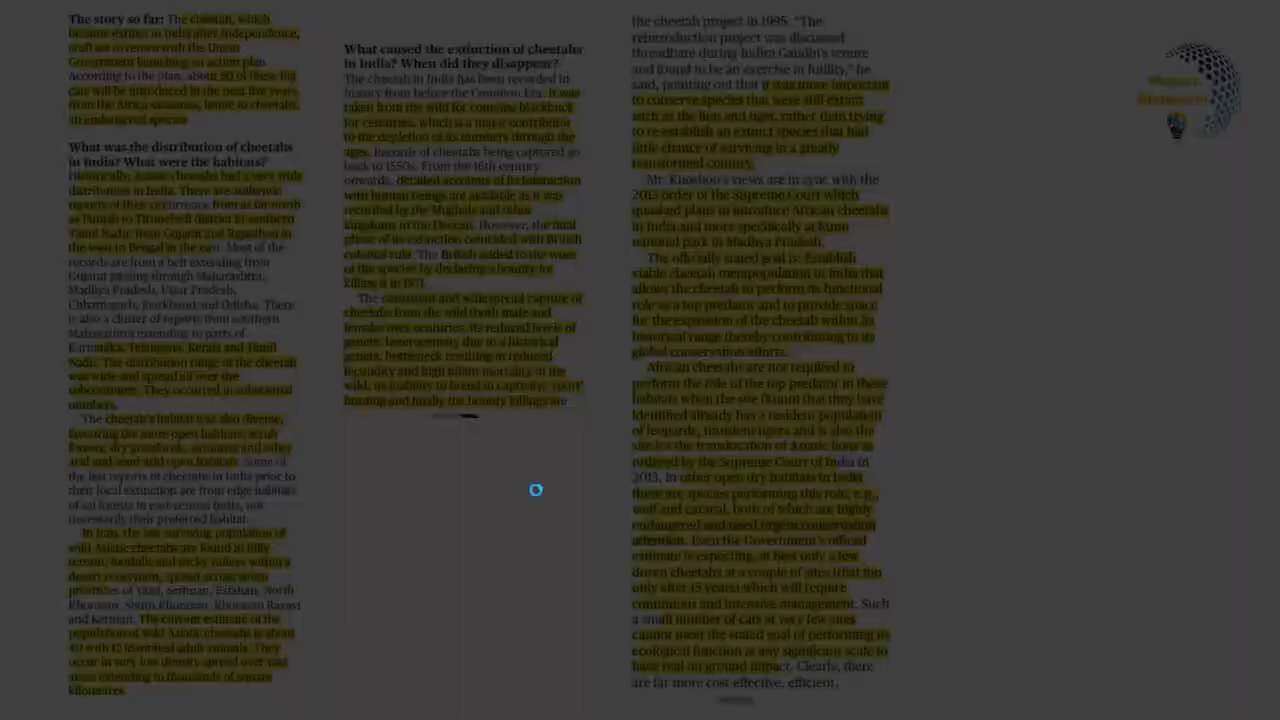 The story so far: The cheetah, which
became extinct in India after Independence,
is all set to return with the Union
Government launching an action plan.
According to the plan, about 50 of these big
cats will be introduced in the next five years,
from the Africa savannas, home to cheetahs,
an endangered species.
What was the distribution of cheetahs
in India? What were the habitats?
Historically, Asiatic cheetahs had a very wide
distribution in India. There are authentic
reports of their occurrence from as far north
as Punjab to Tirunelveli district in southern
Tamil Nadu, from Gujarat and Rajasthan in
the west to Bengal in the east. Most of the
records are from a belt extending from
Gujarat passing through Maharashtra,
Madhya Pradesh, Uttar Pradesh,
Chhattisgarh, Jharkhand and Odisha. There
is also a cluster of reports from southern
Maharashtra extending to parts of
Karnataka, Telangana, Kerala and Tamil
Nadu. The distribution range of the cheetah
was wide and spread all over the
subcontinent. They occurred in substantial
numbers.
The cheetah's habitat was also diverse,
favouring the more open habitats: scrub
forests, dry grasslands, savannas and other
arid and semi-arid open habitats. Some of
the last reports of cheetahs in India prior to
their local extinction are from edge habitats
of sal forests in east-central India, not
necessarily their preferred habitat.
In Iran, the last surviving population of
wild Asiatic cheetahs are found in hilly
terrain, foothills and rocky valleys within a
desert ecosystem, spread across seven
provinces of Yazd, Semnan, Esfahan, North
Khorasan, South Khorasan, Khorasan Razavi
and Kerman. The current estimate of the
population of wild Asiatic cheetahs is about
40 with 12 identified adult animals. They
occur in very low density spread over vast
areas extending to thousands of square
kilometres.
What caused the extinction of cheetahs
in India? When did they disappear?
The cheetah in India has been recorded in
history from before the Common Era. It was
taken from the wild for coursing blackbuck
for centuries, which is a major contributor
to the depletion of its numbers through the
ages. Records of cheetahs being captured go
back to 1550s. From the 16th century
onwards, detailed accounts of its interaction
with human beings are available as it was
recorded by the Mughals and other
kingdoms in the Deccan. However, the final
phase of its extinction coincided with British
colonial rule. The British added to the woes
of the species by declaring a bounty for
killing it in 1871.
The consistent and widespread capture of
cheetahs from the wild (both male and
female) over centuries, its reduced levels of
genetic heterogeneity due to a historical
genetic bottleneck resulting in reduced
fecundity and high infant mortality in the
wild, its inability to breed in captivity, 'sport'
hunting and finally the bounty killings are
the cheetah project in 1995. "The
reintroduction project was discussed
threadbare during Indira Gandhi's tenure
and found to be an exercise in futility," he
said, pointing out that it was more important
to conserve species that were still extant
such as the lion and tiger, rather than trying
to re-establish an extinct species that had
little chance of surviving in a greatly
transformed country.
Mr. Khoshoo's views are in sync with the
2013 order of the Supreme Court which
quashed plans to introduce African cheetahs
in India and more specifically at Kuno
national park in Madhya Pradesh.
The officially stated goal is: Establish
viable cheetah metapopulation in India that
allows the cheetah to perform its functional
role as a top predator and to provide space
for the expansion of the cheetah within its
historical range thereby contributing to its
global conservation efforts.
African cheetahs are not required to
perform the role of the top predator in these
habitats when the site (Kuno) that they have
identified already has a resident population
of leopards, transient tigers and is also the
site for the translocation of Asiatic lions as
ordered by the Supreme Court of India in
2013. In other open dry habitats in India
there are species performing this role, e.g.,
wolf and caracal, both of which are highly
endangered and need urgent conservation
attention. Even the Government's official
estimate is expecting, at best only a few
dozen cheetahs at a couple of sites (that too
only after 15 years) which will require
continuous and intensive management. Such
a small number of cats at very few sites
cannot meet the stated goal of performing its
ecological function at any significant scale to
have real on ground impact. Clearly, there
are far more cost-effective, efficient,